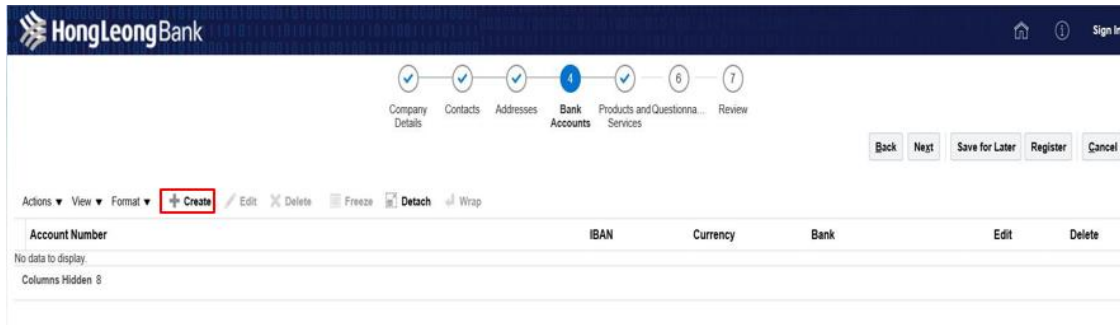 HongLeong Bank
Sign In
4
6
7
Company Details
Contacts
Addresses
Bank Accounts
Products and Services
Questionna...
Review
Back Next Save for Later Register Cancel
Actions View Format Create Edit Delete Freeze Detach Wrap
Account Number IBAN Currency Bank Edit Delete
No data to display.
Columns Hidden 8